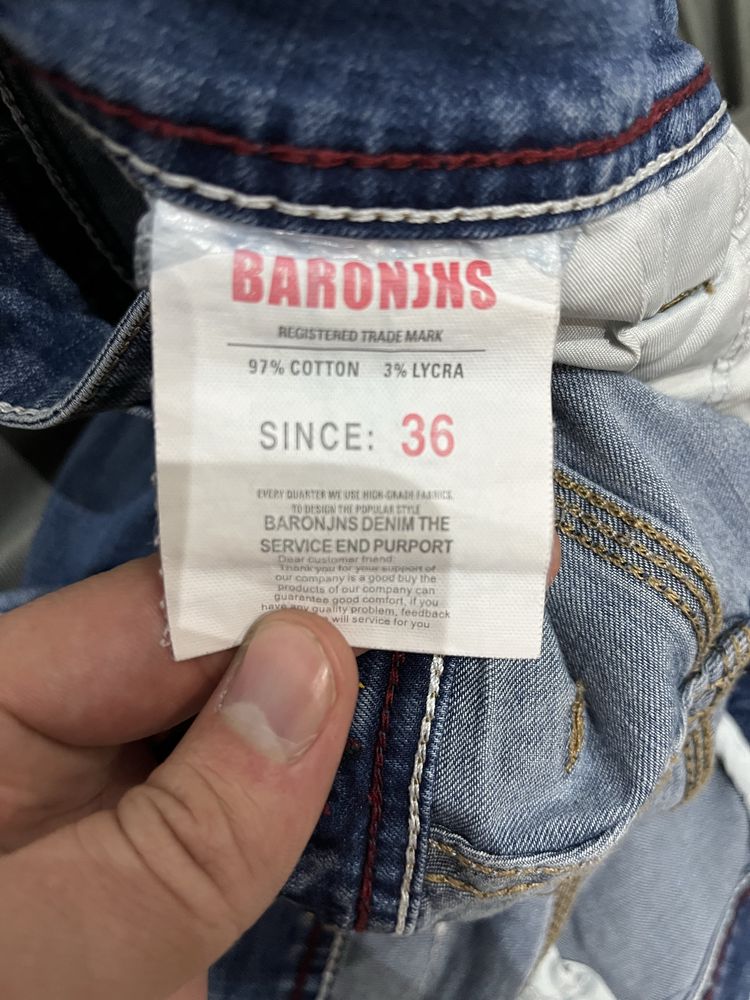 BARONJNS
REGISTERED TRADE MARK
97% COTTON 3% LYCRA
SINCE: 36
EVERY QUARTER WE USE HIGH-GRADE FABRICS.
TO DESIGN THE POPULAR STYLE
BARONJNS DENIM THE
SERVICE END PURPORT
Dear customer friend:
Thank you for your support of
our company is a good buy the
products of our company can
guarantee good comfort, if you
have any quality problem, feedback
will service for you